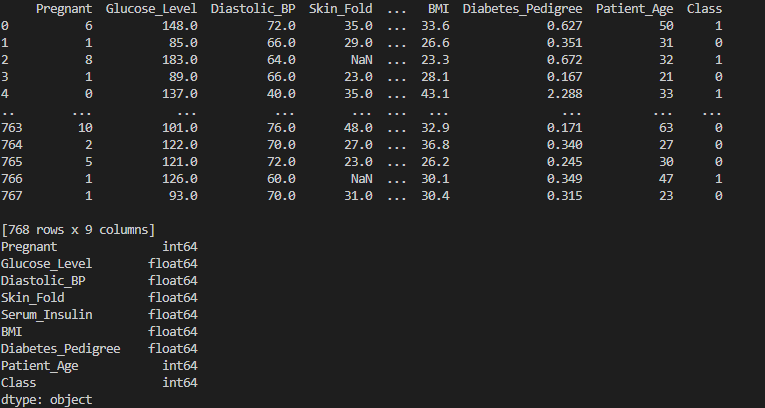 Pregnant Glucose_Level Diastolic_BP Skin_Fold ... BMI Diabetes_Pedigree Patient_Age Class
0 6 148.0 72.0 35.0 ... 33.6 0.627 50 1
1 1 85.0 66.0 29.0 ... 26.6 0.351 31 0
2 8 183.0 64.0 NaN ... 23.3 0.672 32 1
3 1 89.0 66.0 23.0 ... 28.1 0.167 21 0
4 0 137.0 40.0 35.0 ... 43.1 2.288 33 1
.. ... ... ... ... ... ... ... ... ...
763 10 101.0 76.0 48.0 ... 32.9 0.171 63 0
764 2 122.0 70.0 27.0 ... 36.8 0.340 27 0
765 5 121.0 72.0 23.0 ... 26.2 0.245 30 0
766 1 126.0 60.0 NaN ... 30.1 0.349 47 1
767 1 93.0 70.0 31.0 ... 30.4 0.315 23 0
[768 rows x 9 columns]
Pregnant int64
Glucose_Level float64
Diastolic_BP float64
Skin_Fold float64
Serum_Insulin float64
BMI float64
Diabetes_Pedigree float64
Patient_Age int64
Class int64
dtype: object